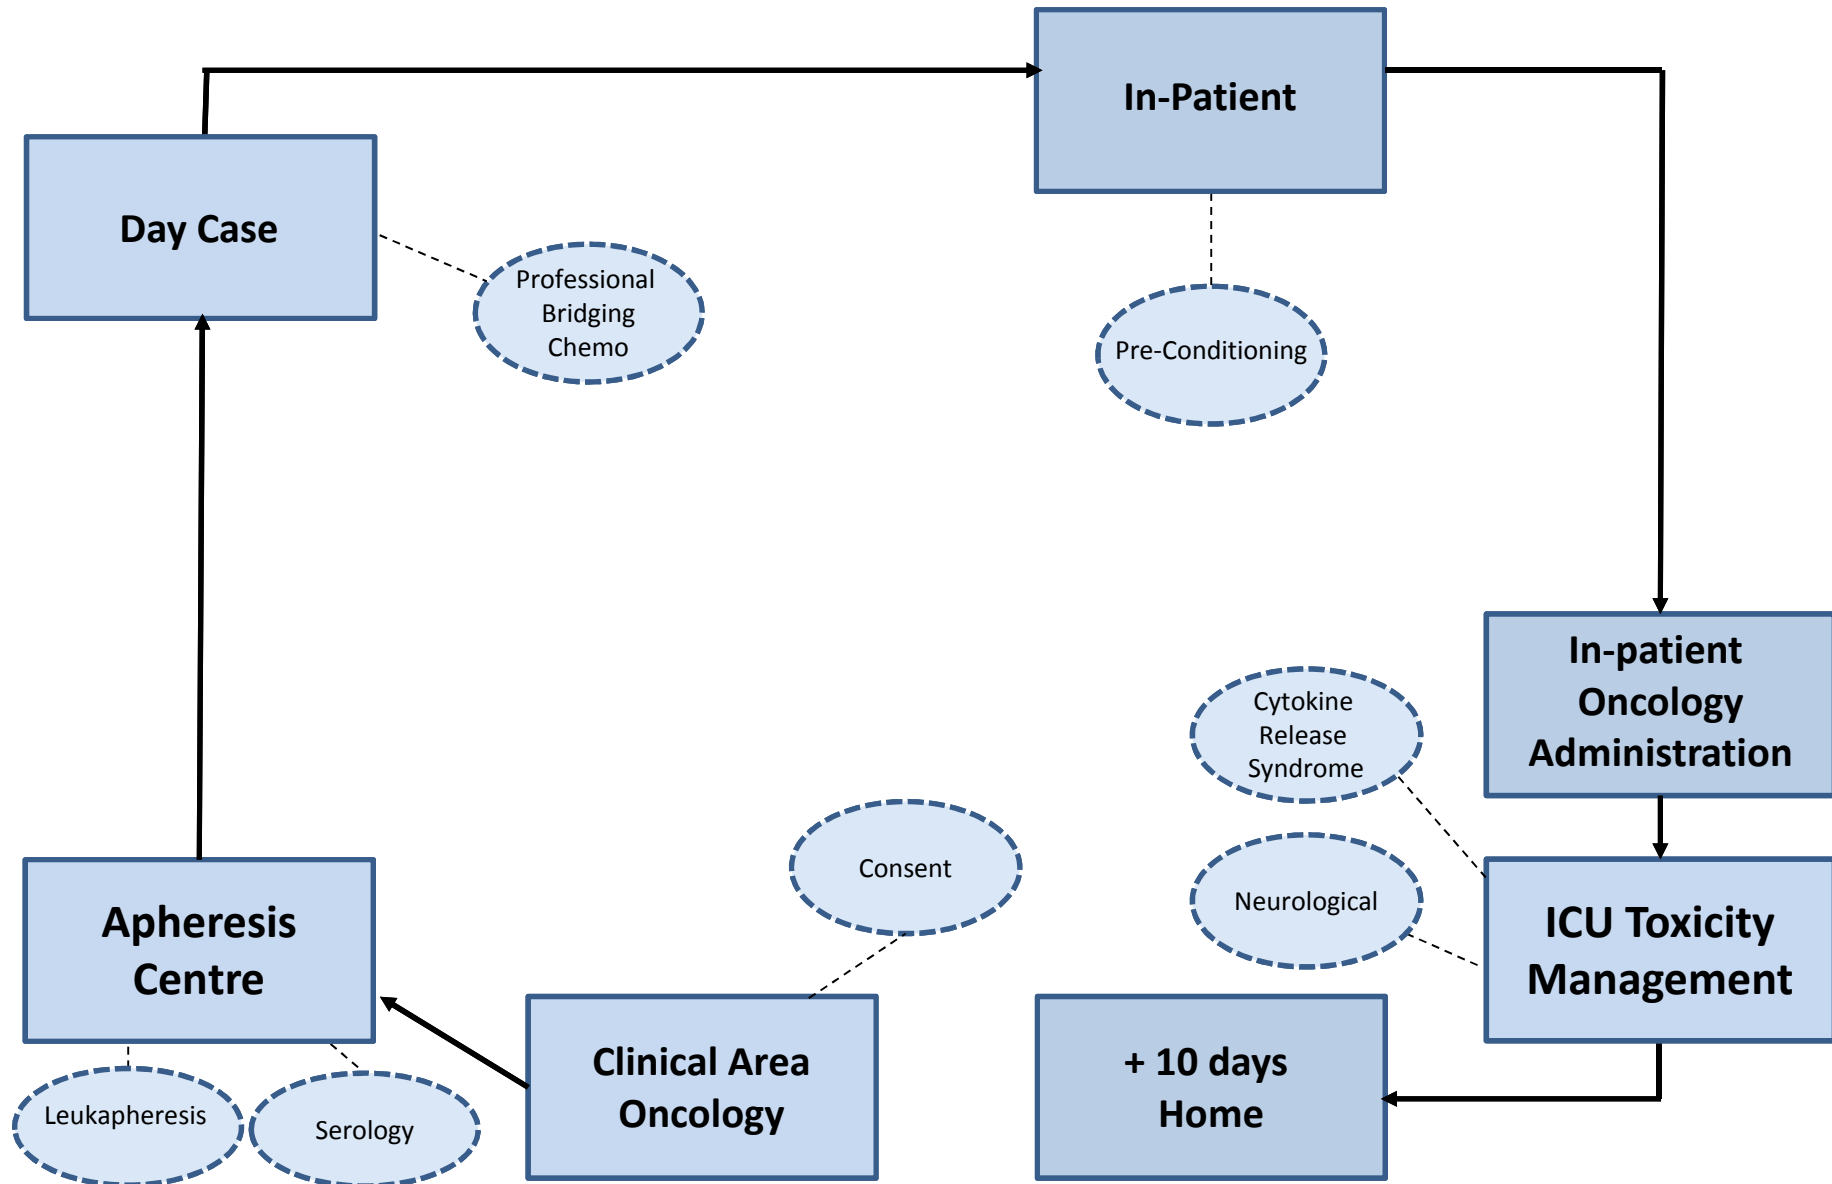 In-Patient
Day Case
Professional
Bridging
Chemo
Pre-Conditioning
In-patient
Oncology
Administration
Cytokine
Release
Syndrome
Consent
Neurological
Apheresis
Centre
ICU Toxicity
Management
Clinical Area
Oncology
+ 10 days
Home
Leukapheresis
Serology